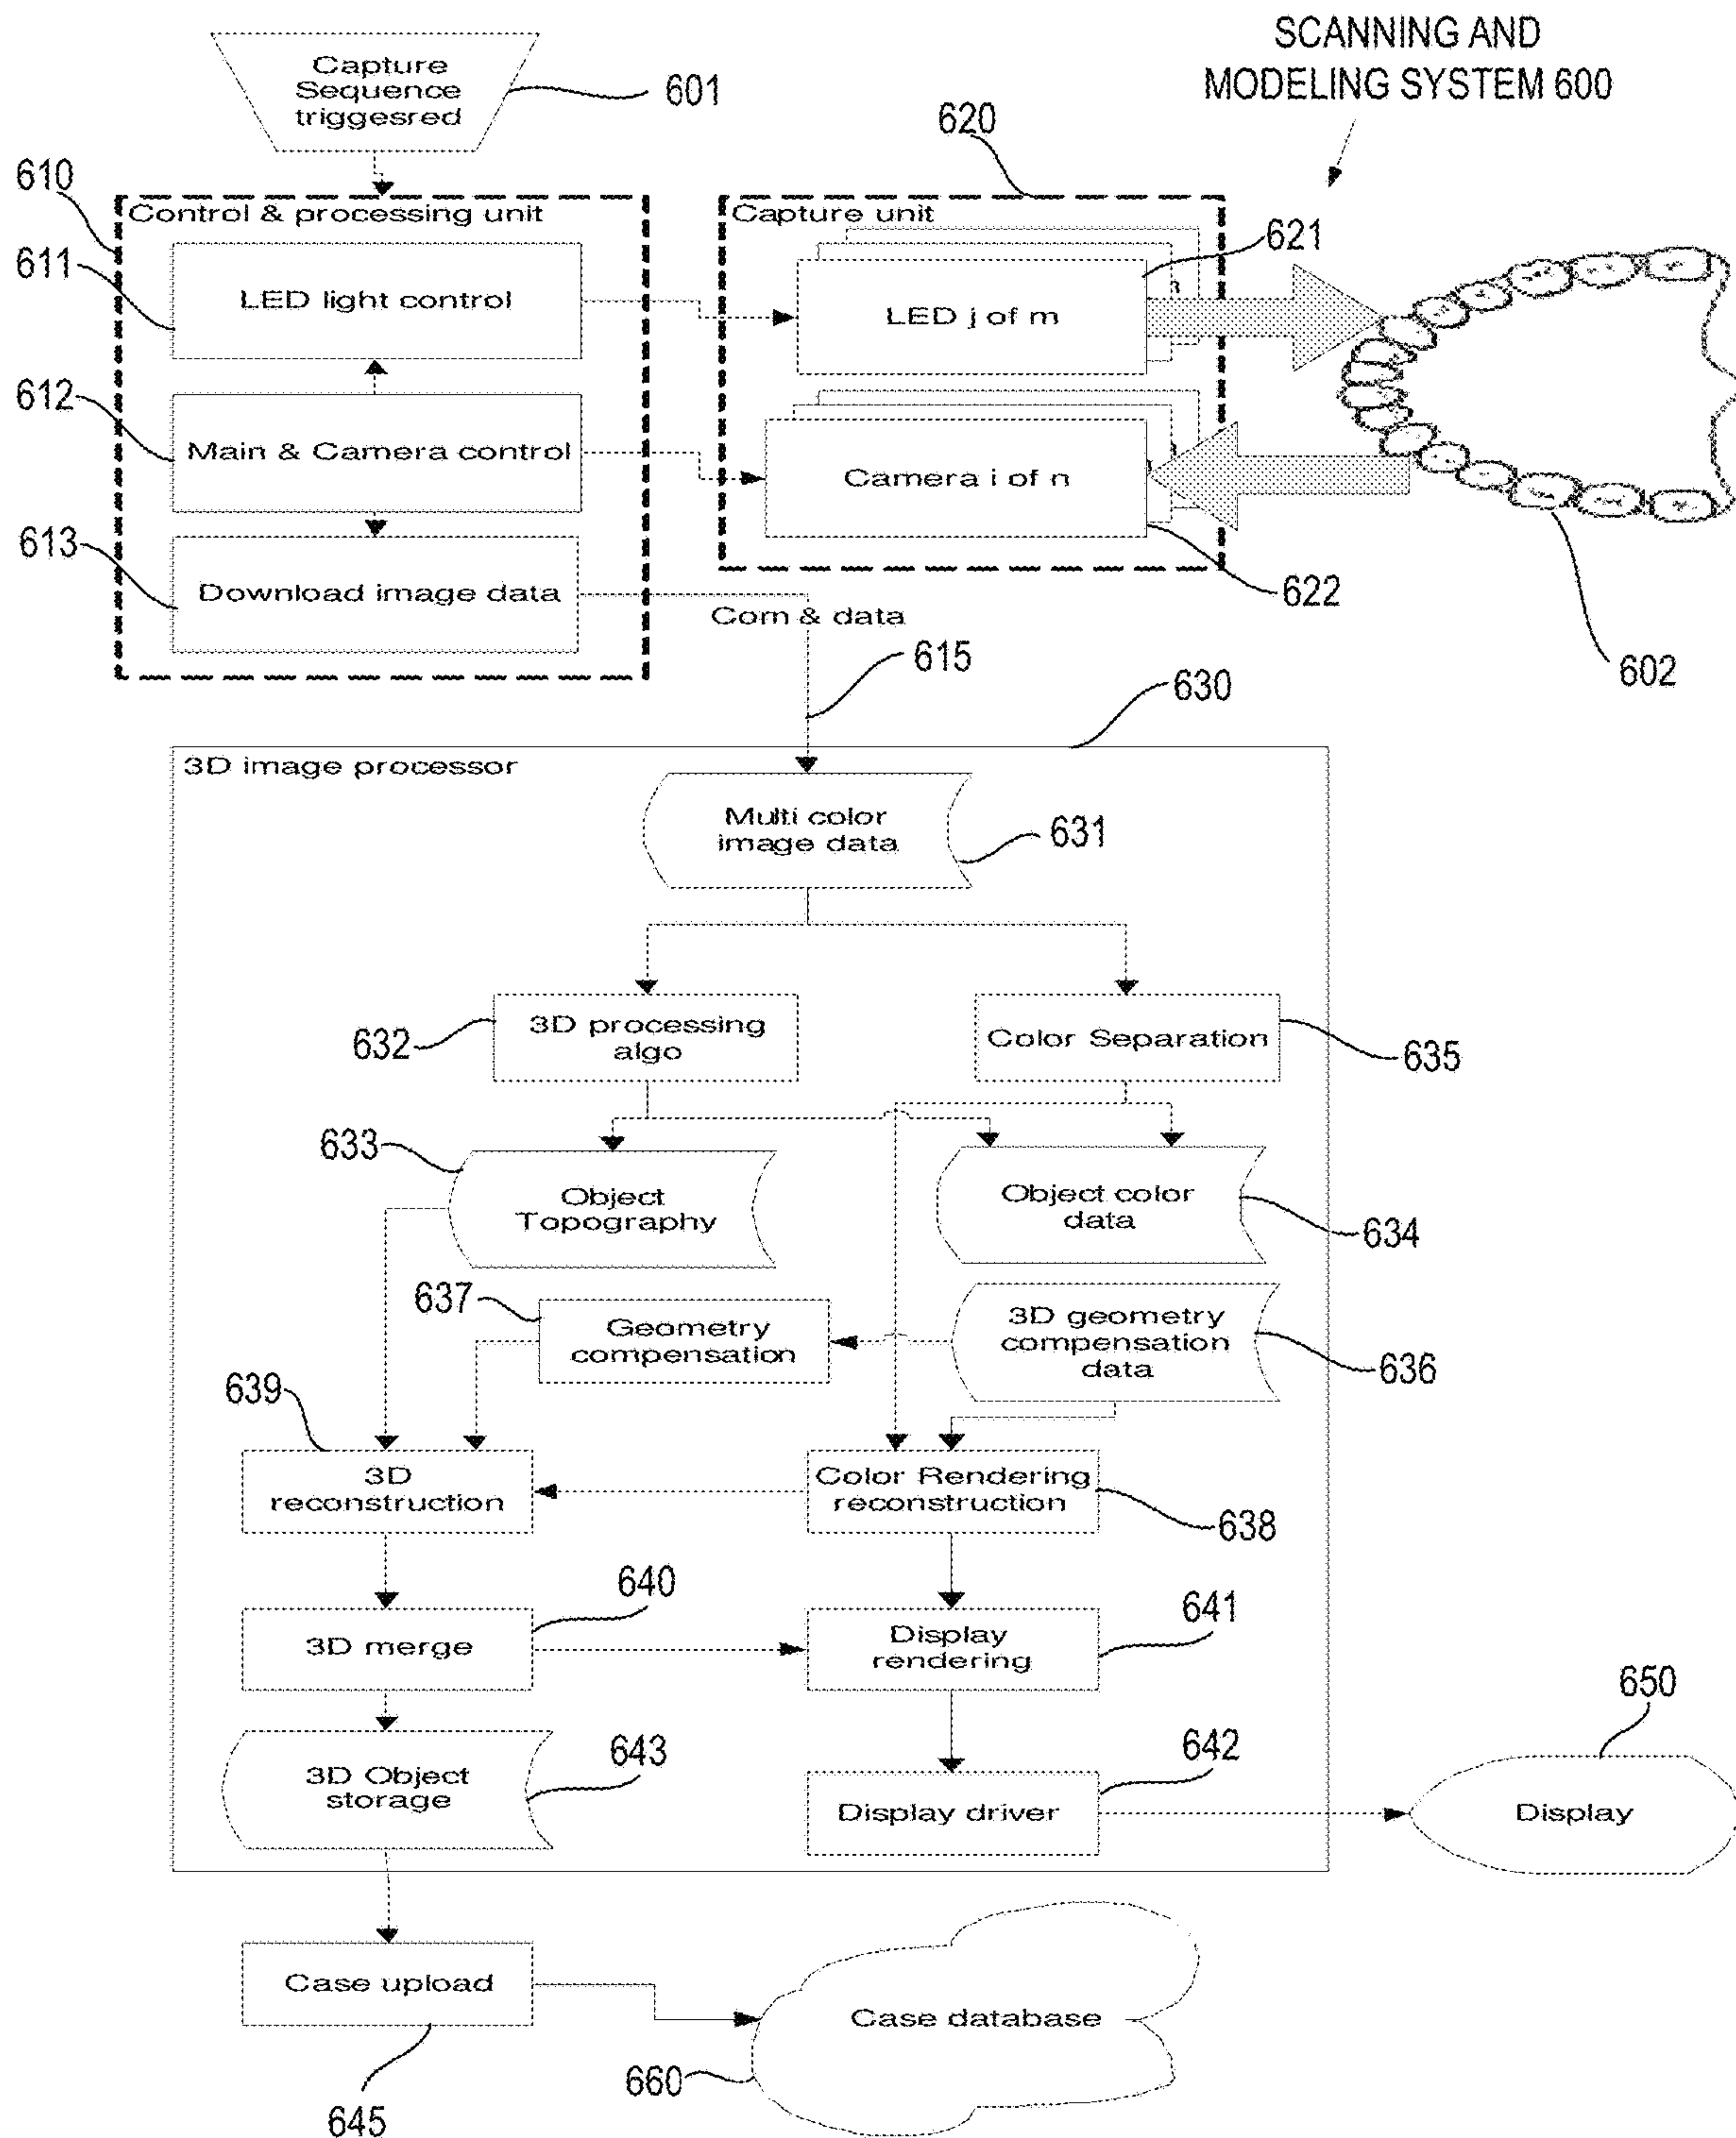 SCANNING AND
MODELING SYSTEM 600
Capture
Sequence
triggesred
601
620
610
Control & processing unit
Capture unit
621
611
LED light control
LED j of m
612
Main & Camera control
Camera i of n
613
Download image data
622
Com & data
615
602
630
3D image processor
Multi color
image data
631
632
3D processing
algo
Color Separation
635
633
Object
Topography
Object color
data
634
637
Geometry
compensation
3D geometry
compensation
data
636
639
3D
reconstruction
Color Rendering
reconstruction
638
640
641
3D merge
Display
rendering
650
643
642
3D Object
storage
Display driver
Display
Case upload
Case database
660
645